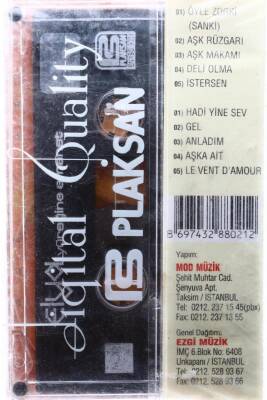 01) ÖYLE ZORKİ
(SANKİ)
02) AŞK RÜZGARI
03) AŞK MAKAMI
04) DELİ OLMA
05) İSTERSEN
01) HADİ YİNE SEV
02) GEL
03) ANLADIM
04) AŞKA AİT
05) LE VENT D'AMOUR
8 697432 880212
Yapım:
MOD MÜZİK
Şehit Muhtar Cad.
Şenyuva Apt.
Taksim / İSTANBUL
Tel: 0212. 237 15 45(pbx)
Fax: 0212. 237 13 55
Genel Dağıtım:
EZGİ MÜZİK
İMÇ 6.Blok No: 6408
Unkapanı / İSTANBUL
Tel: 0212. 528 93 67
Fax: 0212. 528 93 66
Digital Quality
PLAKSAN